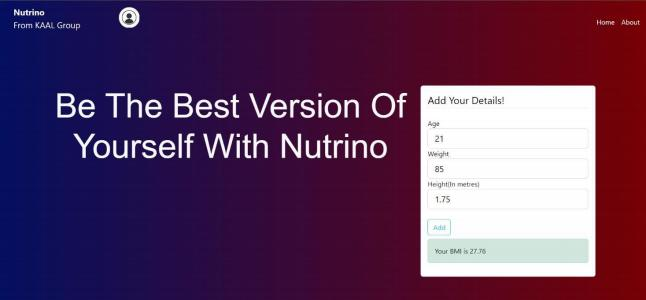 Nutrino
From KAAL Group
Home About
Be The Best Version Of
Yourself With Nutrino
Add Your Details!
Age
21
Weight
85
Height(In metres)
1.75
Add
Your BMI is 27.76